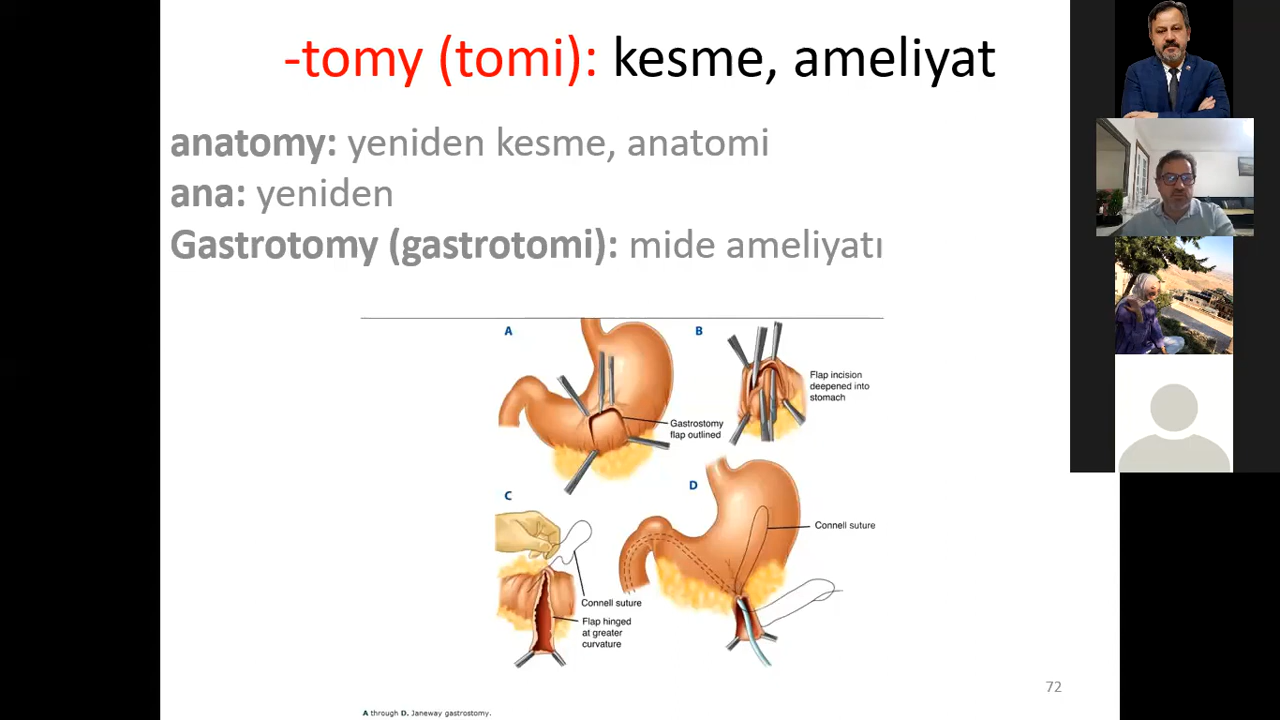 -tomy (tomi): kesme, ameliyat
anatomy: yeniden kesme, anatomi
ana: yeniden
Gastrotomy (gastrotomi): mide ameliyatı
A
B
Flap incision
deepened into
stomach
Gastrostomy
flap outlined
C
D
Connell suture
Connell suture
Flap hinged
at greater
curvature
72
A through D. Janeway gastrostomy.